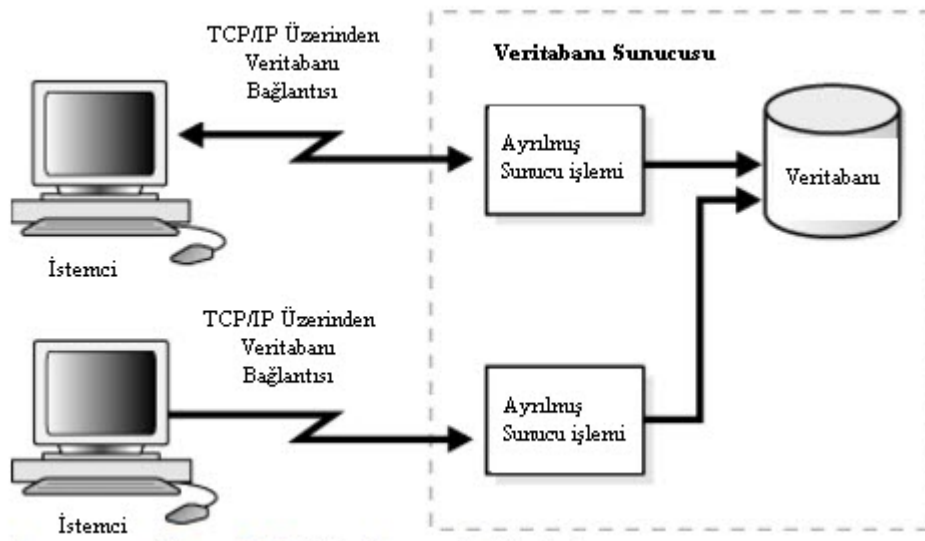 TCP/IP Üzerinden
Veritabanı
Bağlantısı
Veritabanı Sunucusu
Ayrılmış
Sunucu işlemi
Veritabanı
İstemci
TCP/IP Üzerinden
Veritabanı
Bağlantısı
Ayrılmış
Sunucu işlemi
İstemci